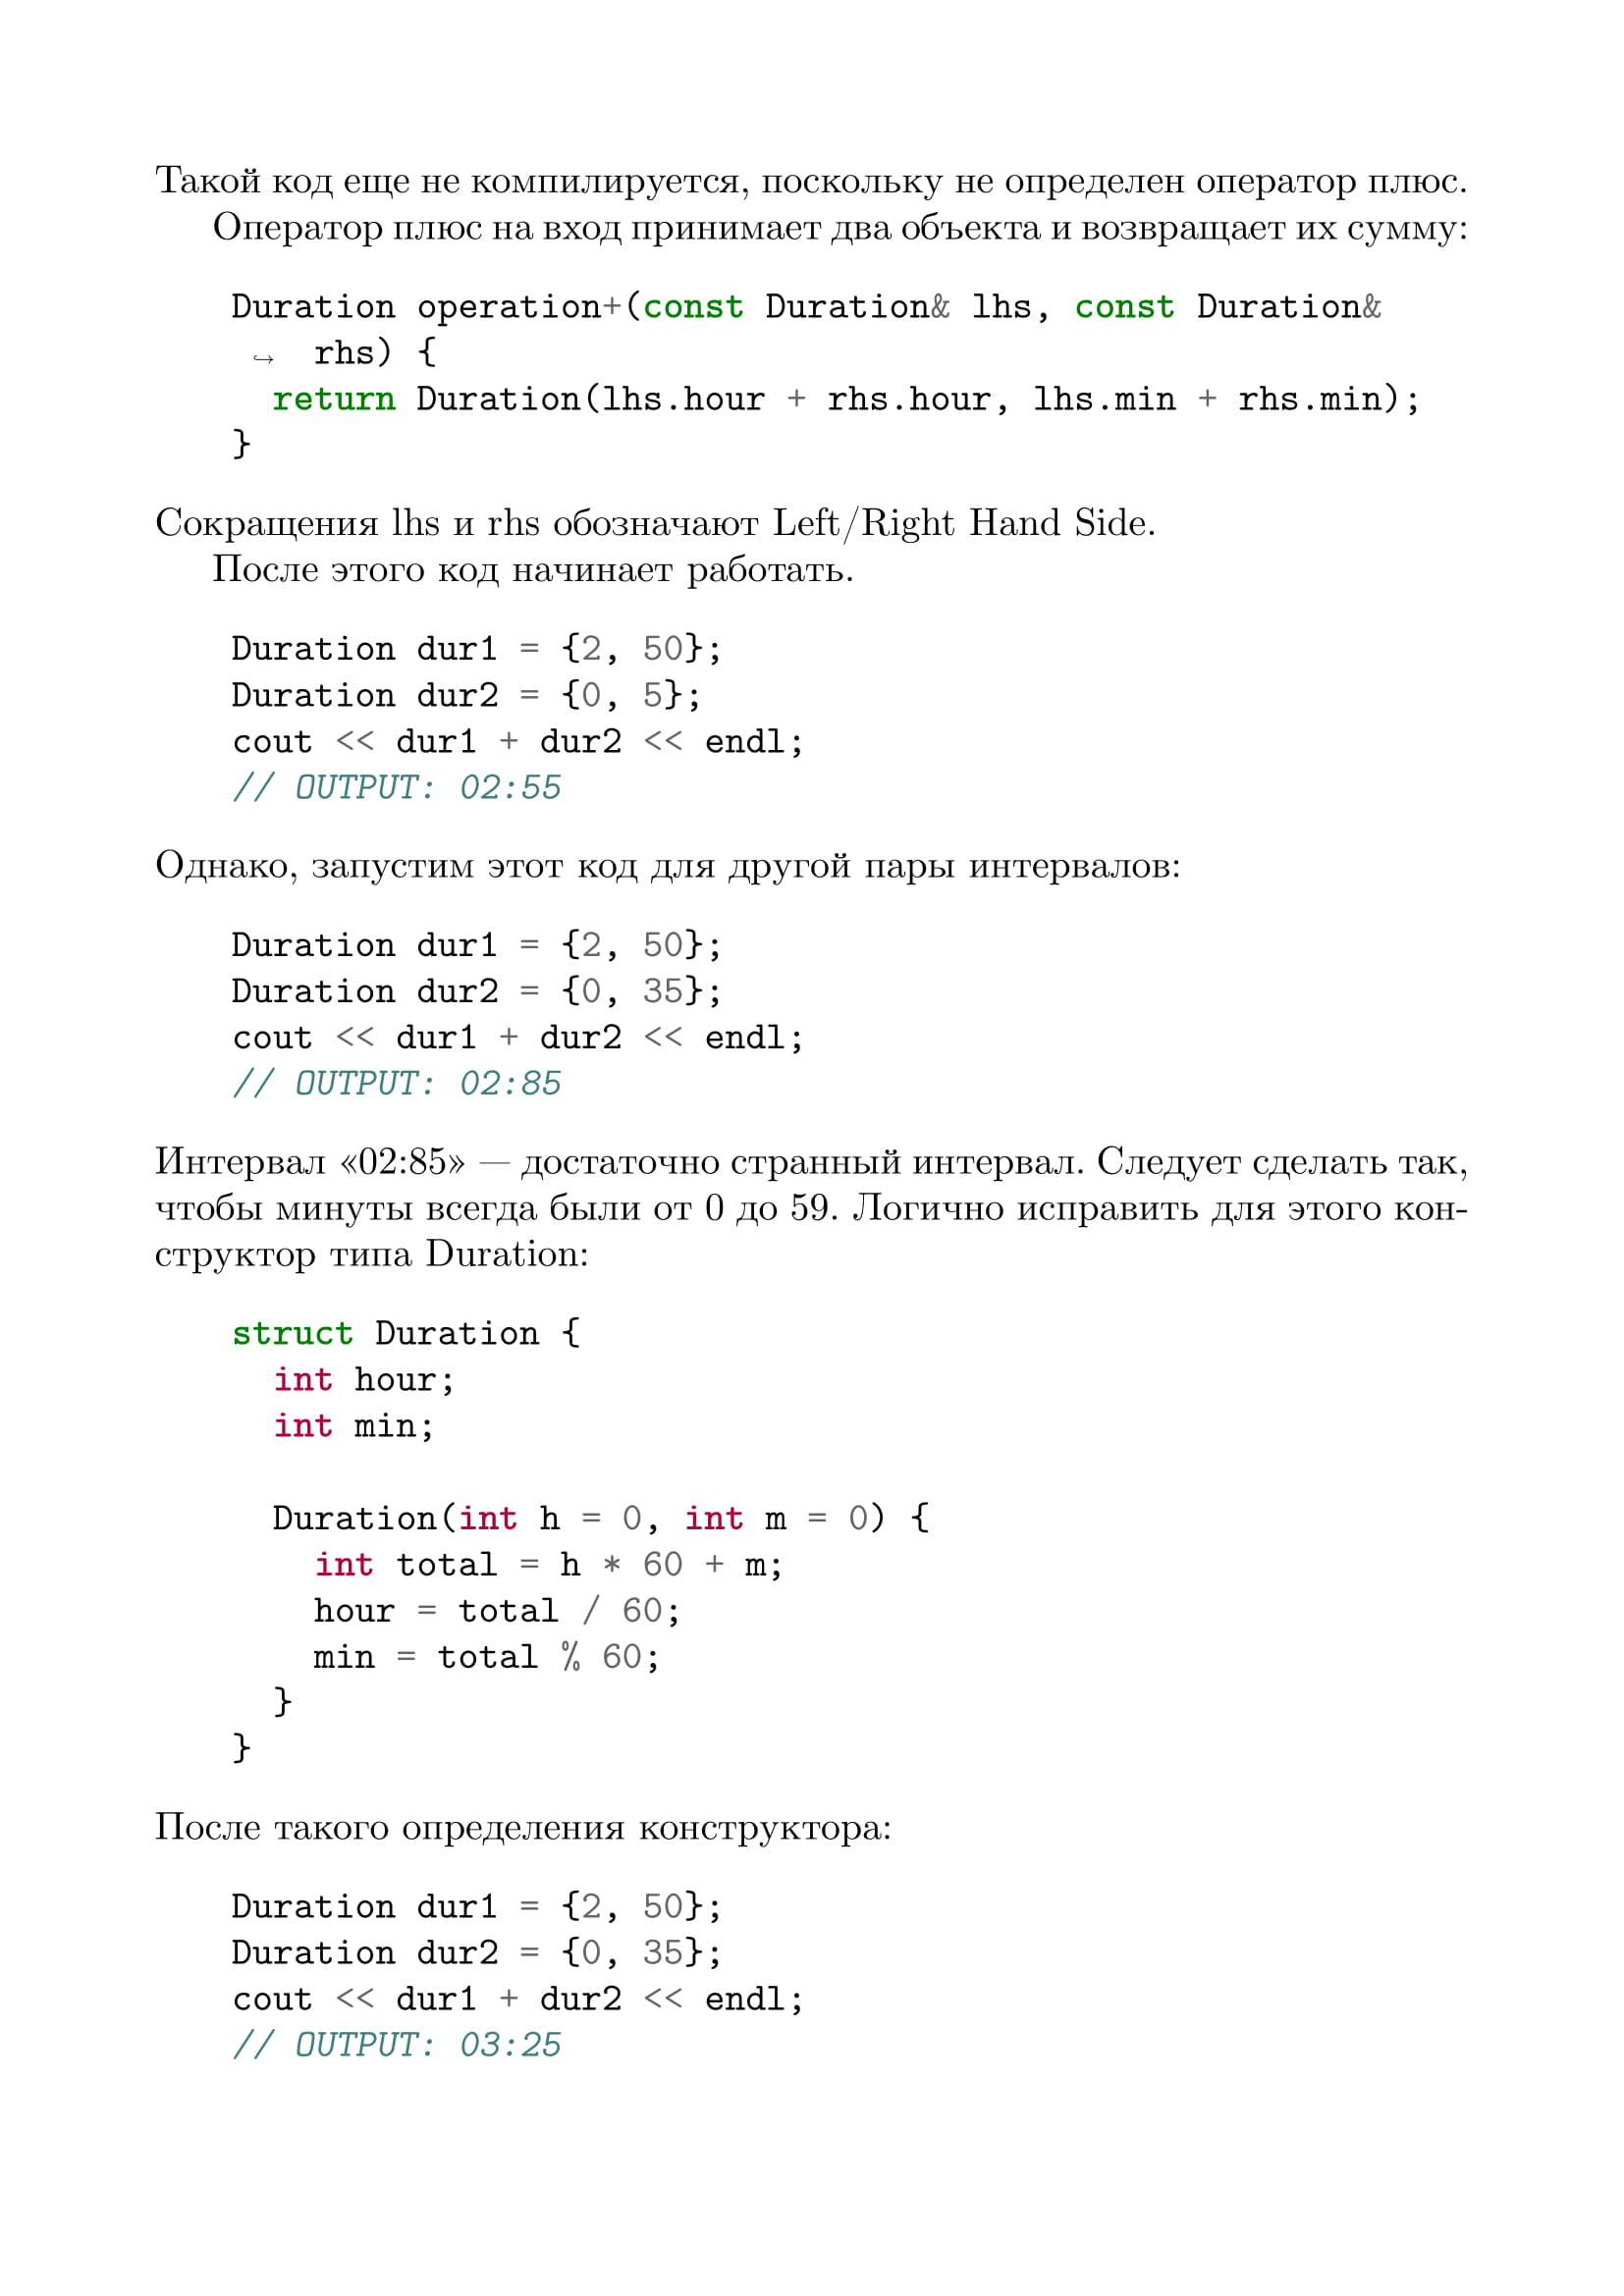 Такой код еще не компилируется, поскольку не определен оператор плюс.
Оператор плюс на вход принимает два объекта и возвращает их сумму:
Duration operation+(const Duration& lhs, const Duration&
↪ rhs) {
return Duration(lhs.hour + rhs.hour, lhs.min + rhs.min);
}
Сокращения lhs и rhs обозначают Left/Right Hand Side.
После этого код начинает работать.
Duration dur1 = {2, 50};
Duration dur2 = {0, 5};
cout << dur1 + dur2 << endl;
// OUTPUT: 02:55
Однако, запустим этот код для другой пары интервалов:
Duration dur1 = {2, 50};
Duration dur2 = {0, 35};
cout << dur1 + dur2 << endl;
// OUTPUT: 02:85
Интервал «02:85» — достаточно странный интервал. Следует сделать так,
чтобы минуты всегда были от 0 до 59. Логично исправить для этого кон-
структор типа Duration:
struct Duration {
int hour;
int min;
Duration(int h = 0, int m = 0) {
int total = h * 60 + m;
hour = total / 60;
min = total % 60;
}
}
После такого определения конструктора:
Duration dur1 = {2, 50};
Duration dur2 = {0, 35};
cout << dur1 + dur2 << endl;
// OUTPUT: 03:25